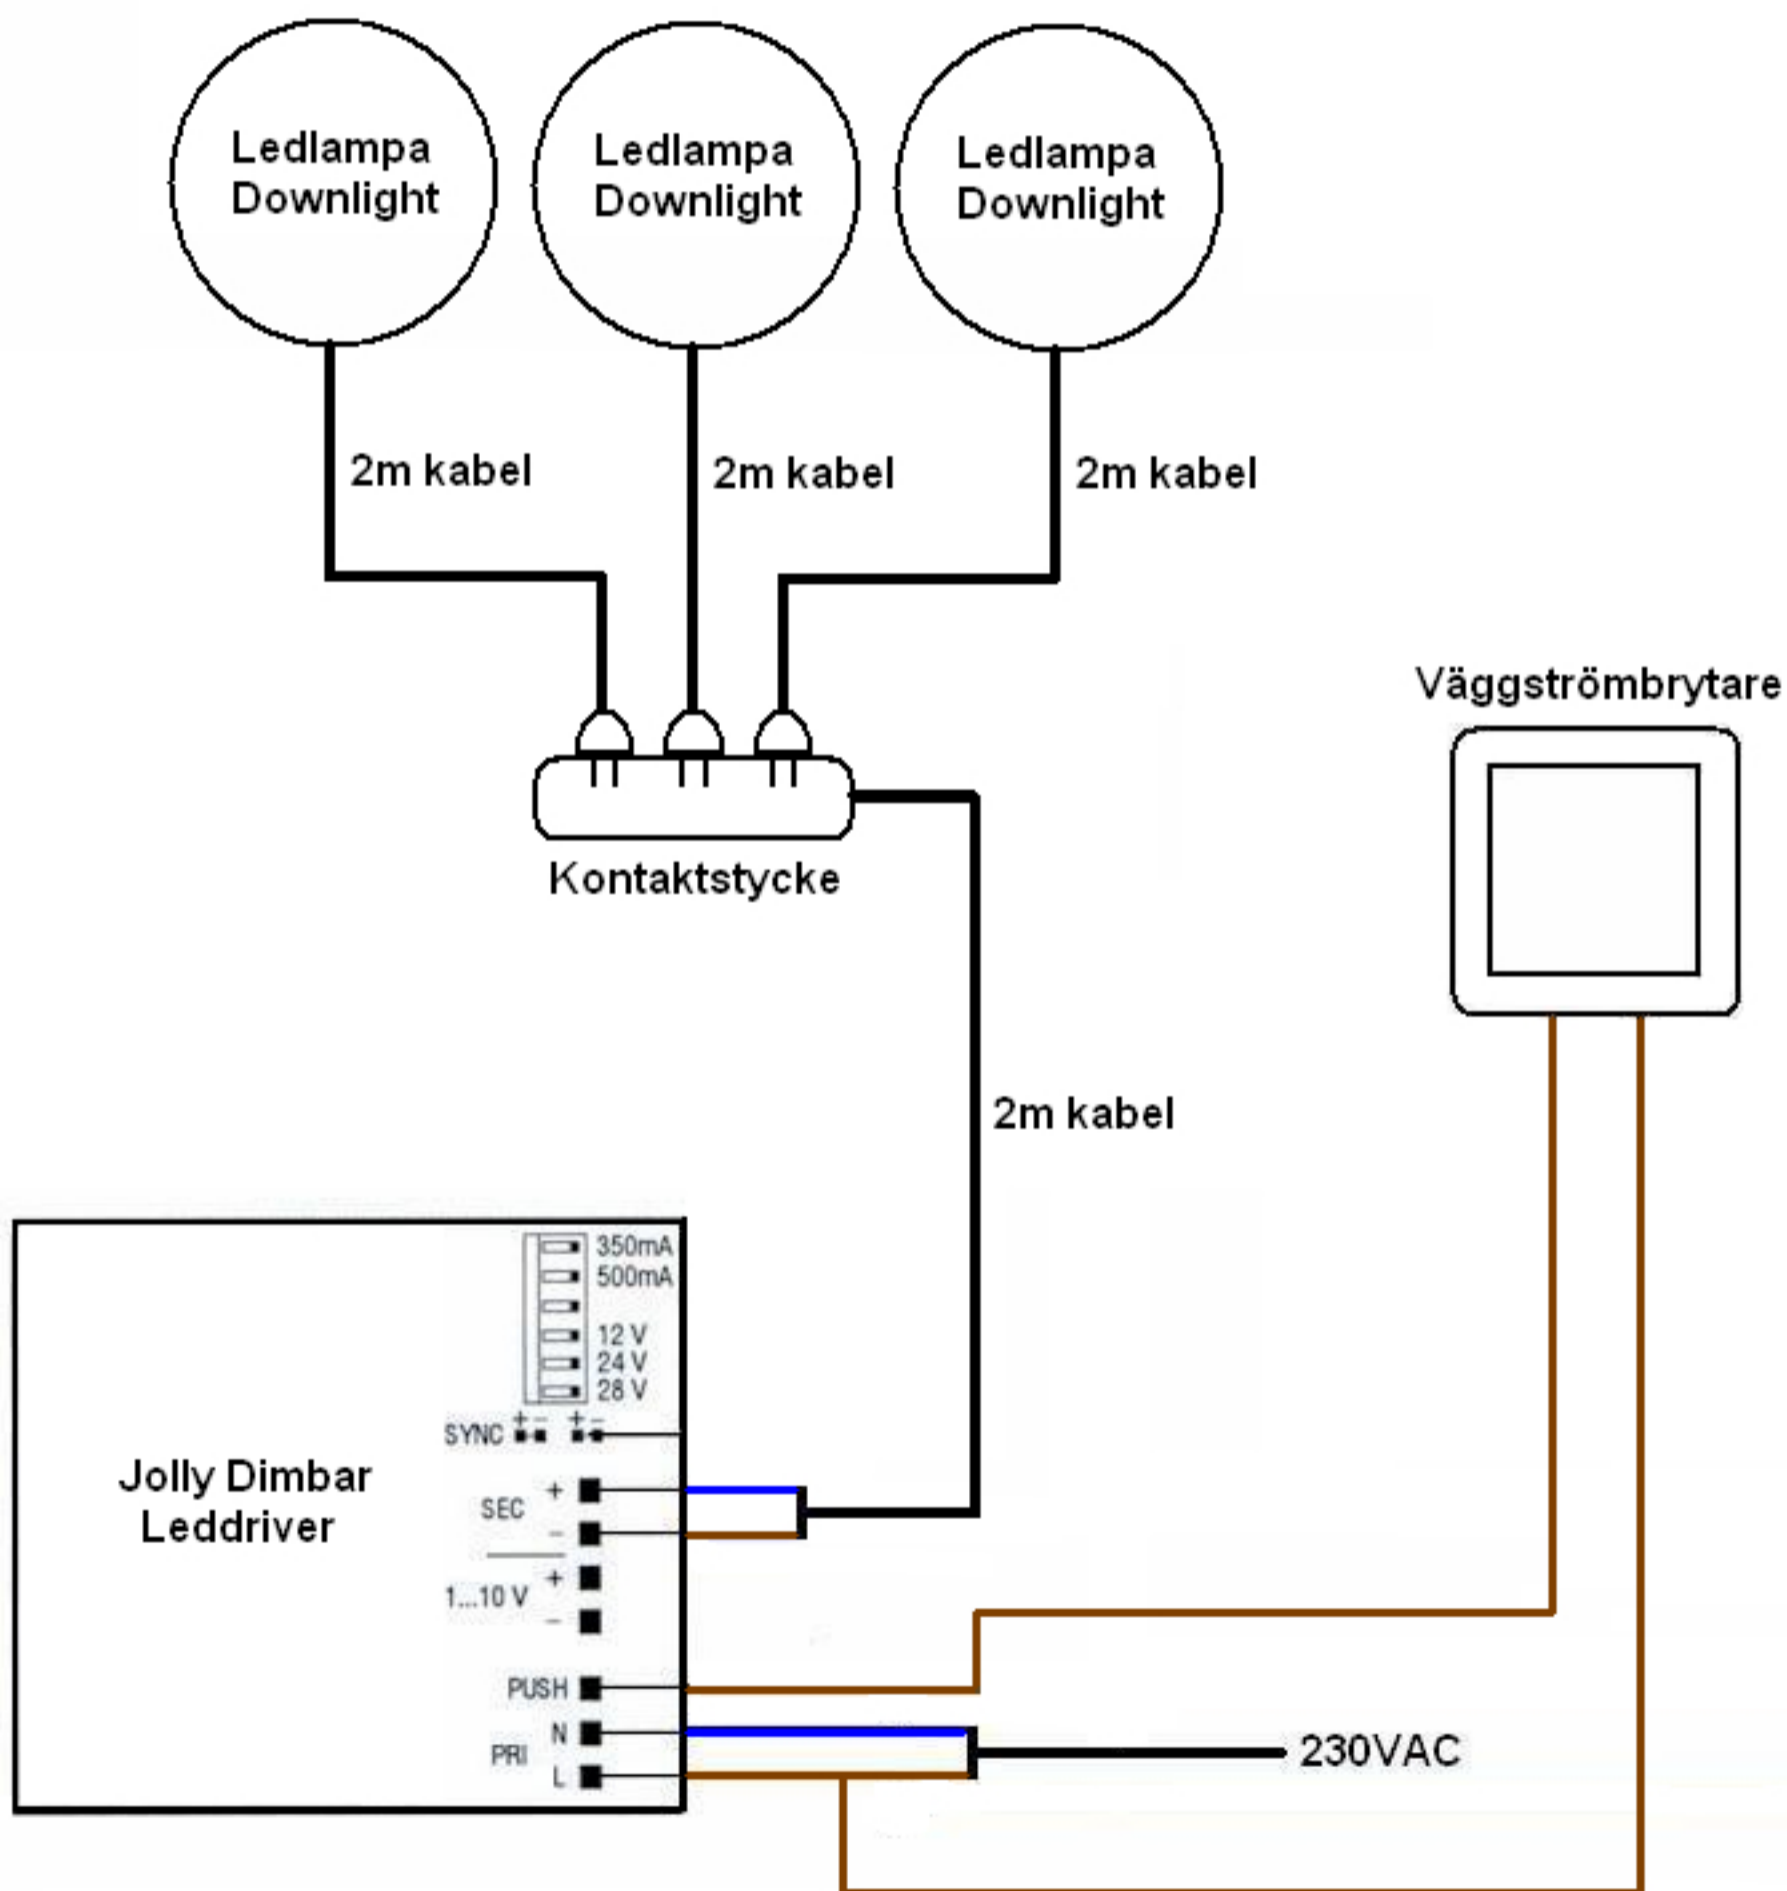 Ledlampa
Downlight
Ledlampa
Downlight
Ledlampa
Downlight
2m kabel
2m kabel
2m kabel
Väggströmbrytare
Kontaktstycke
2m kabel
350mA
500mA
12 V
24 V
28 V
+ - + -
SYNC
Jolly Dimbar
Leddriver
SEC
+
-
1...10 V
+
-
PUSH
PRI
N
L
230VAC